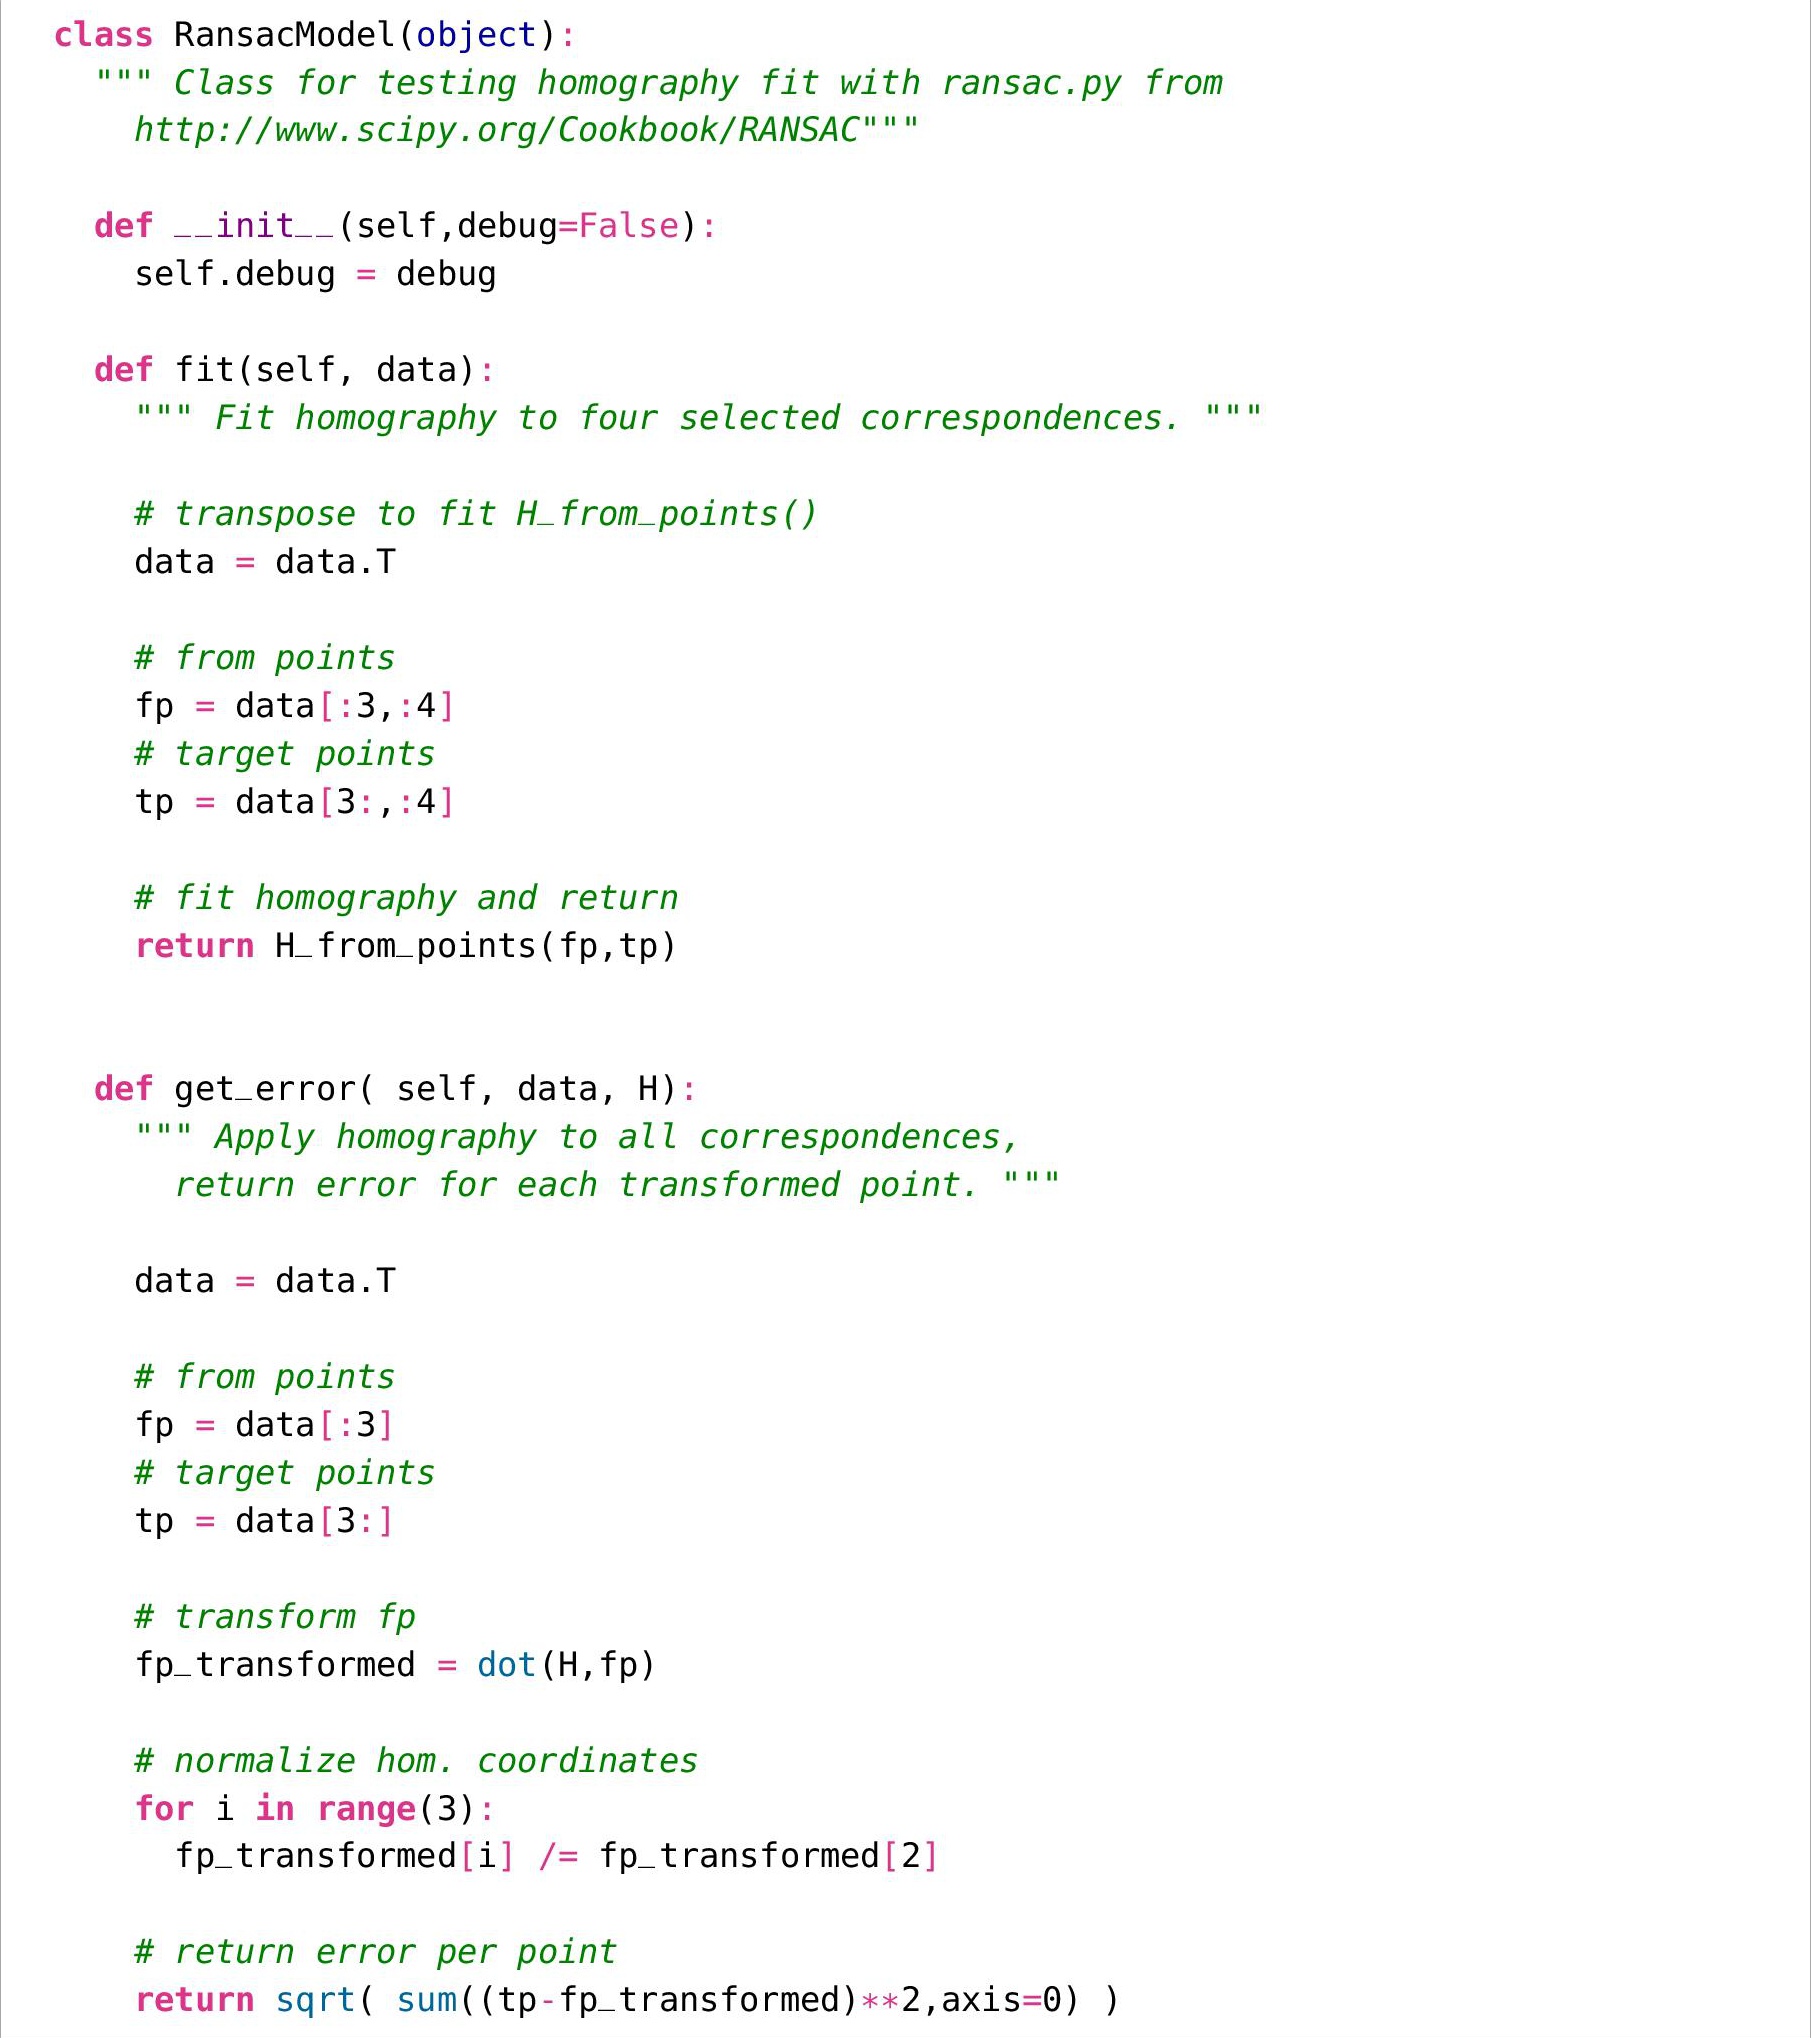 class RansacModel(object):
  """ Class for testing homography fit with ransac.py from
    http://www.scipy.org/Cookbook/RANSAC"""

  def __init__(self,debug=False):
    self.debug = debug

  def fit(self, data):
    """ Fit homography to four selected correspondences. """

    # transpose to fit H_from_points()
    data = data.T

    # from points
    fp = data[:3,:4]
    # target points
    tp = data[3:,:4]

    # fit homography and return
    return H_from_points(fp,tp)


  def get_error( self, data, H):
    """ Apply homography to all correspondences,
      return error for each transformed point. """

    data = data.T

    # from points
    fp = data[:3]
    # target points
    tp = data[3:]

    # transform fp
    fp_transformed = dot(H,fp)

    # normalize hom. coordinates
    for i in range(3):
      fp_transformed[i] /= fp_transformed[2]

    # return error per point
    return sqrt( sum((tp-fp_transformed)**2,axis=0) )